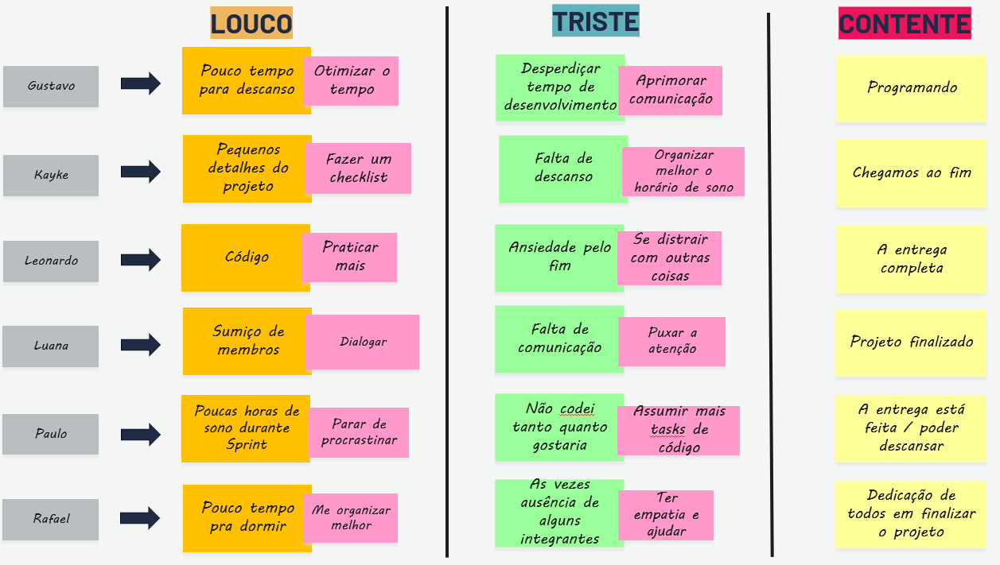 LOUCO
TRISTE
CONTENTE
Gustavo
Pouco tempo
para descanso
Otimizar o
tempo
Desperdiçar
tempo de
desenvolvimento
Aprimorar
comunicação
Programando
Kayke
Pequenos
detalhes do
projeto
Fazer um
checklist
Falta de
descanso
Organizar
melhor o
horário de sono
Chegamos ao fim
Leonardo
Código
Praticar
mais
Ansiedade pelo
fim
Se distrair
com outras
coisas
A entrega
completa
Luana
Sumiço de
membros
Dialogar
Falta de
comunicação
Puxar a
atenção
Projeto finalizado
Paulo
Poucas horas de
sono durante
Sprint
Parar de
procrastinar
Não codei
tanto quanto
gostaria
Assumir mais
tasks de
código
A entrega está
feita / poder
descansar
Rafael
Pouco tempo
pra dormir
Me organizar
melhor
As vezes
ausência de
alguns
integrantes
Ter
empatia e
ajudar
Dedicação de
todos em finalizar
o projeto